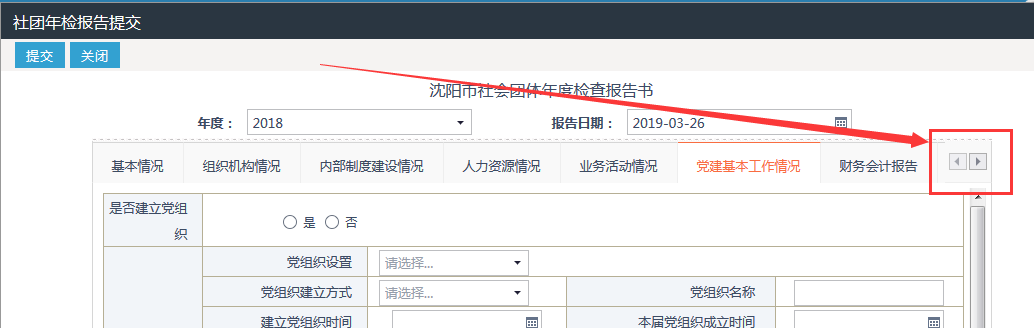 社团年检报告提交
提交 关闭
沈阳市社会团体年度检查报告书
年度： 2018 报告日期： 2019-03-26
基本情况 组织机构情况 内部制度建设情况 人力资源情况 业务活动情况 党建基本工作情况 财务会计报告
是否建立党组
织
是 否
党组织设置 请选择...
党组织建立方式 请选择... 党组织名称
建立党组织时间 本届党组织成立时间